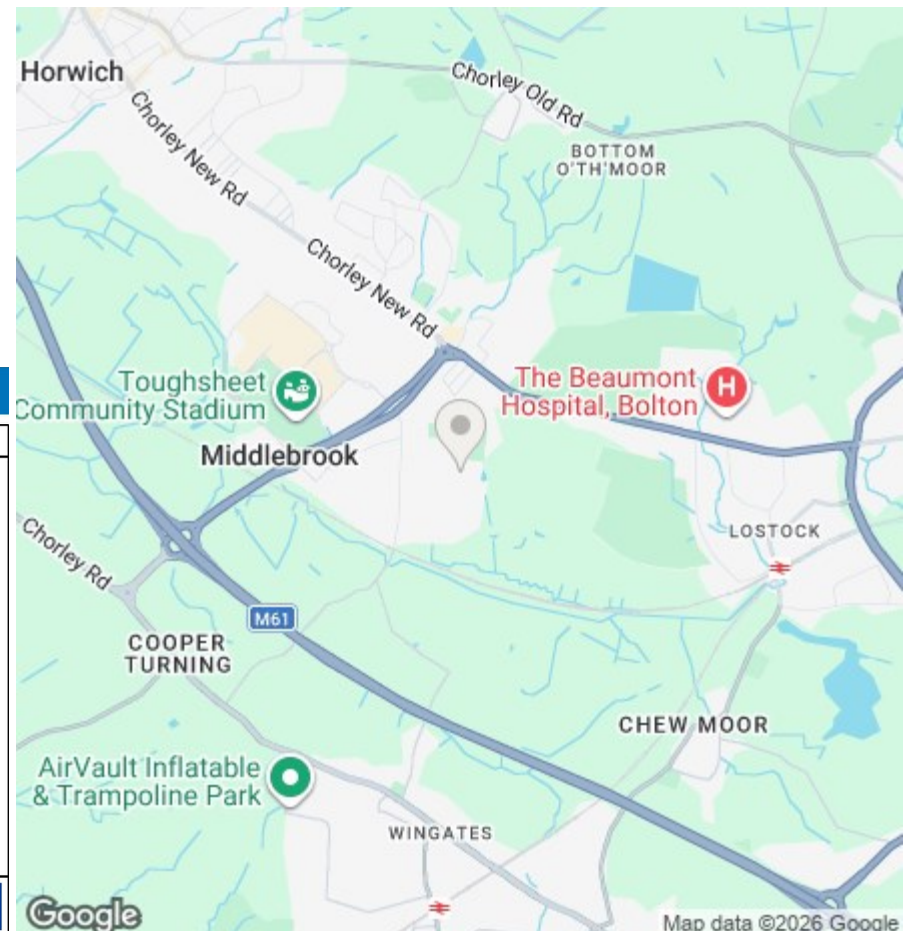 Horwich
Chorley Old Rd
BOTTOM
O'TH'MOOR
Chorley New Rd
Chorley New Rd
Toughsheet
Community Stadium
The Beaumont
Hospital, Bolton
H
Middlebrook
LOSTOCK
Chorley Rd
M61
COOPER
TURNING
CHEW MOOR
AirVault Inflatable
& Trampoline Park
WINGATES
Google
Map data ©2026 Google